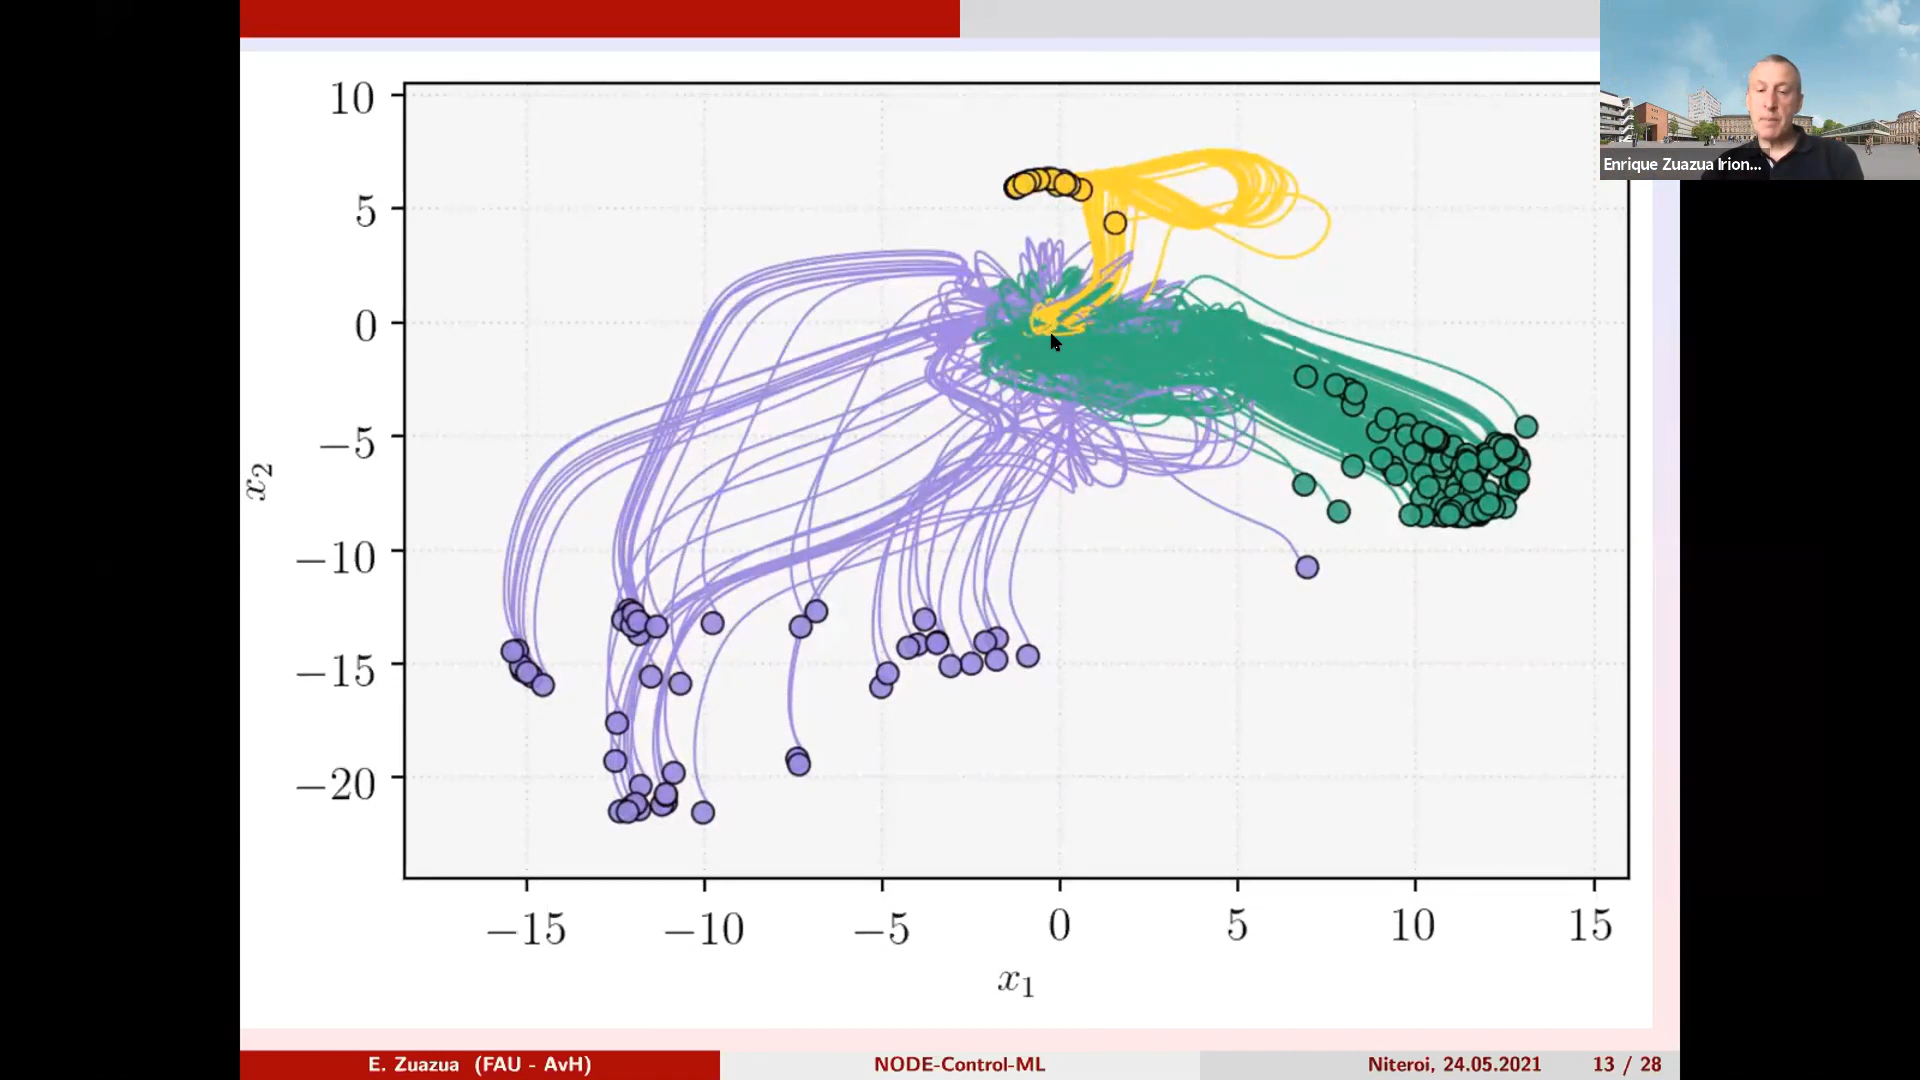 Enrique Zuazua Irion...
10
5
0
−5
−10
−15
−20
x2
−15 −10 −5 0 5 10 15
x1
E. Zuazua (FAU - AvH) NODE-Control-ML Niteroi, 24.05.2021 13 / 28